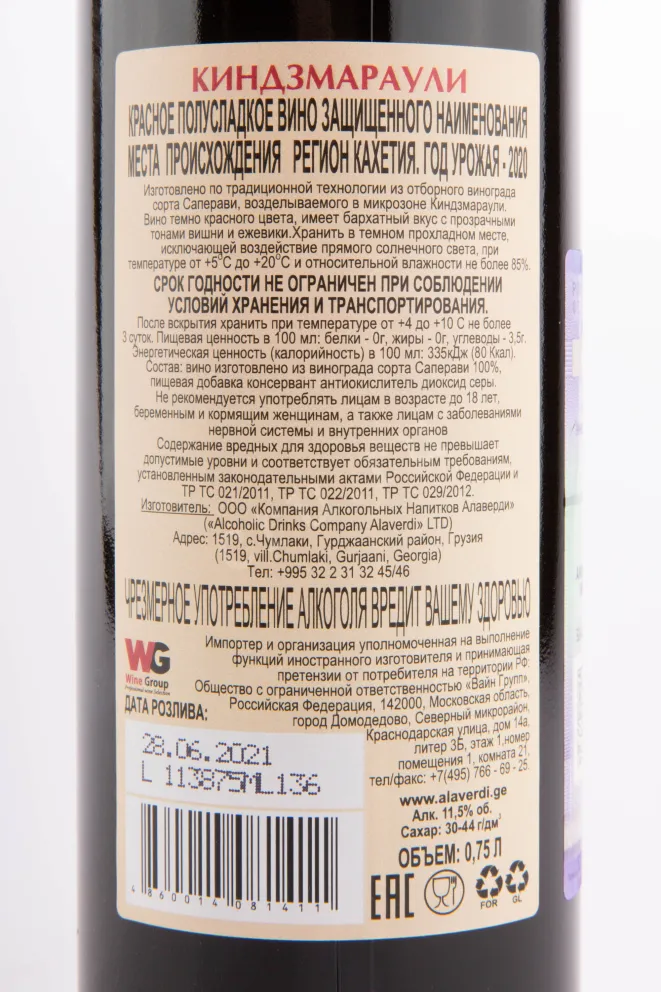 КИНДЗМАРАУЛИ
КРАСНОЕ ПОЛУСЛАДКОЕ ВИНО ЗАЩИЩЕННОГО НАИМЕНОВАНИЯ
МЕСТА ПРОИСХОЖДЕНИЯ РЕГИОН КАХЕТИЯ. ГОД УРОЖАЯ - 2020
Изготовлено по традиционной технологии из отборного винограда
сорта Саперави, возделываемого в микрозоне Киндзмараули.
Вино темно красного цвета, имеет бархатный вкус с прозрачными
тонами вишни и ежевики.Хранить в темном прохладном месте,
исключающей воздействие прямого солнечного света, при
температуре от +5°C до +20°C и относительной влажности не более 85%.
СРОК ГОДНОСТИ НЕ ОГРАНИЧЕН ПРИ СОБЛЮДЕНИИ
УСЛОВИЙ ХРАНЕНИЯ И ТРАНСПОРТИРОВАНИЯ.
После вскрытия хранить при температуре от +4 до +10 С не более
3 суток. Пищевая ценность в 100 мл: белки - 0г, жиры - 0г, углеводы - 3,5г.
Энергетическая ценность (калорийность) в 100 мл: 335кДж (80 Ккал).
Состав: вино изготовлено из винограда сорта Саперави 100%,
пищевая добавка консервант антиокислитель диоксид серы.
Не рекомендуется употреблять лицам в возрасте до 18 лет,
беременным и кормящим женщинам, а также лицам с заболеваниями
нервной системы и внутренних органов
Содержание вредных для здоровья веществ не превышает
допустимые уровни и соответствует обязательным требованиям,
установленным законодательными актами Российской Федерации и
ТР ТС 021/2011, ТР ТС 022/2011, ТР ТС 029/2012.
Изготовитель: ООО «Компания Алкогольных Напитков Алаверди»
(«Alcoholic Drinks Company Alaverdi» LTD)
Адрес: 1519, с.Чумлаки, Гурджаанский район, Грузия
(1519, vill.Chumlaki, Gurjaani, Georgia)
Тел: +995 32 2 31 32 45/46
ЧРЕЗМЕРНОЕ УПОТРЕБЛЕНИЕ АЛКОГОЛЯ ВРЕДИТ ВАШЕМУ ЗДОРОВЬЮ
WG
Wine Group
Импортер и организация уполномоченная на выполнение
функций иностранного изготовителя и принимающая
претензии от потребителя на территории РФ:
Общество с ограниченной ответственностью «Вайн Групп»,
Российская Федерация, 142000, Московская область,
город Домодедово, Северный микрорайон,
Краснодарская улица, дом 14а,
литер 3Б, этаж 1,номер
помещения 1, комната 21,
тел/факс: +7(495) 766 - 69 - 25.
ДАТА РОЗЛИВА:
28.06.2021
L 113875ML136
4860014081411
www.alaverdi.ge
Алк. 11,5% об.
Сахар: 30-44 г/дм³
ОБЪЕМ: 0,75 Л
ЕАС
FOR
GL